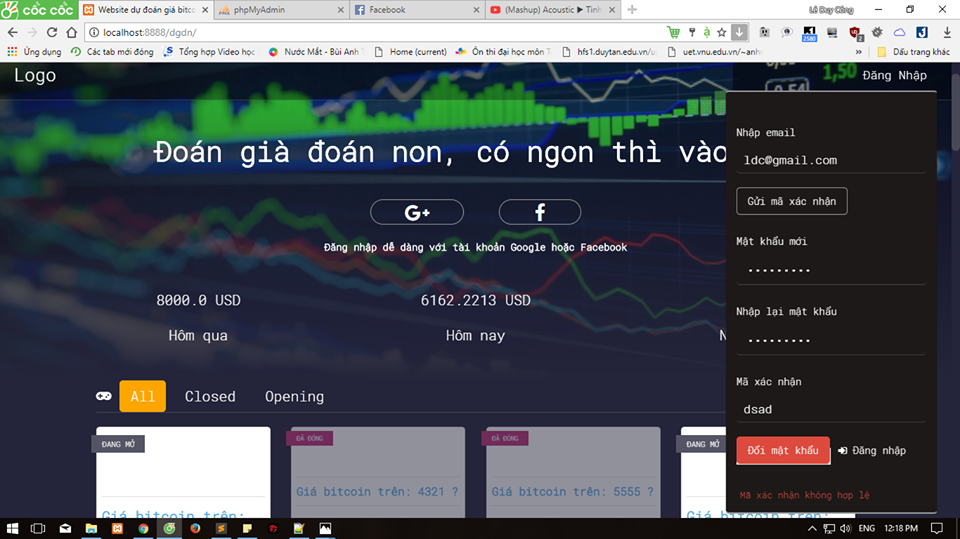 cốc cốc
Website dự đoán giá bitco
phpMyAdmin
Facebook
(Mashup) Acoustic ▶ Tình
Lê Duy Công
localhost:8888/dgdn/
Ứng dụng
Các tab mới đóng
Tổng hợp Video học
Nước Mắt - Bùi Anh
Home (current)
Ôn thi đại học môn
hfs1.duytan.edu.vn/u
uet.vnu.edu.vn/~anh
Dấu trang khác
Logo
1,50
0.54
Đăng Nhập
Đoán già đoán non, có ngon thì vào
G+
f
Đăng nhập dễ dàng với tài khoản Google hoặc Facebook
8000.0 USD
6162.2213 USD
Hôm qua
Hôm nay
N
All
Closed
Opening
ĐANG MỞ
ĐÃ ĐÓNG
ĐÃ ĐÓNG
ĐANG MỞ
Giá bitcoin trên:
Giá bitcoin trên: 4321 ?
Giá bitcoin trên: 5555 ?
Giá bitcoin trên:
Nhập email
ldc@gmail.com
Gửi mã xác nhận
Mật khẩu mới
•••••••••
Nhập lại mật khẩu
•••••••••
Mã xác nhận
dsad
Đổi mật khẩu
Đăng nhập
Mã xác nhận không hợp lệ
ENG
12:18 PM